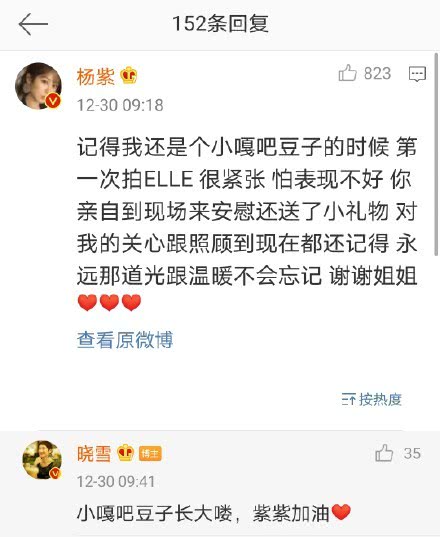 152条回复
杨紫
823
12-30 09:18
记得我还是个小嘎吧豆子的时候 第
一次拍ELLE 很紧张 怕表现不好 你
亲自到现场来安慰还送了小礼物 对
我的关心跟照顾到现在都还记得 永
远那道光跟温暖不会忘记 谢谢姐姐
❤️❤️❤️
查看原微博
按热度
晓雪 博主
35
12-30 09:41
小嘎吧豆子长大喽，紫紫加油❤️